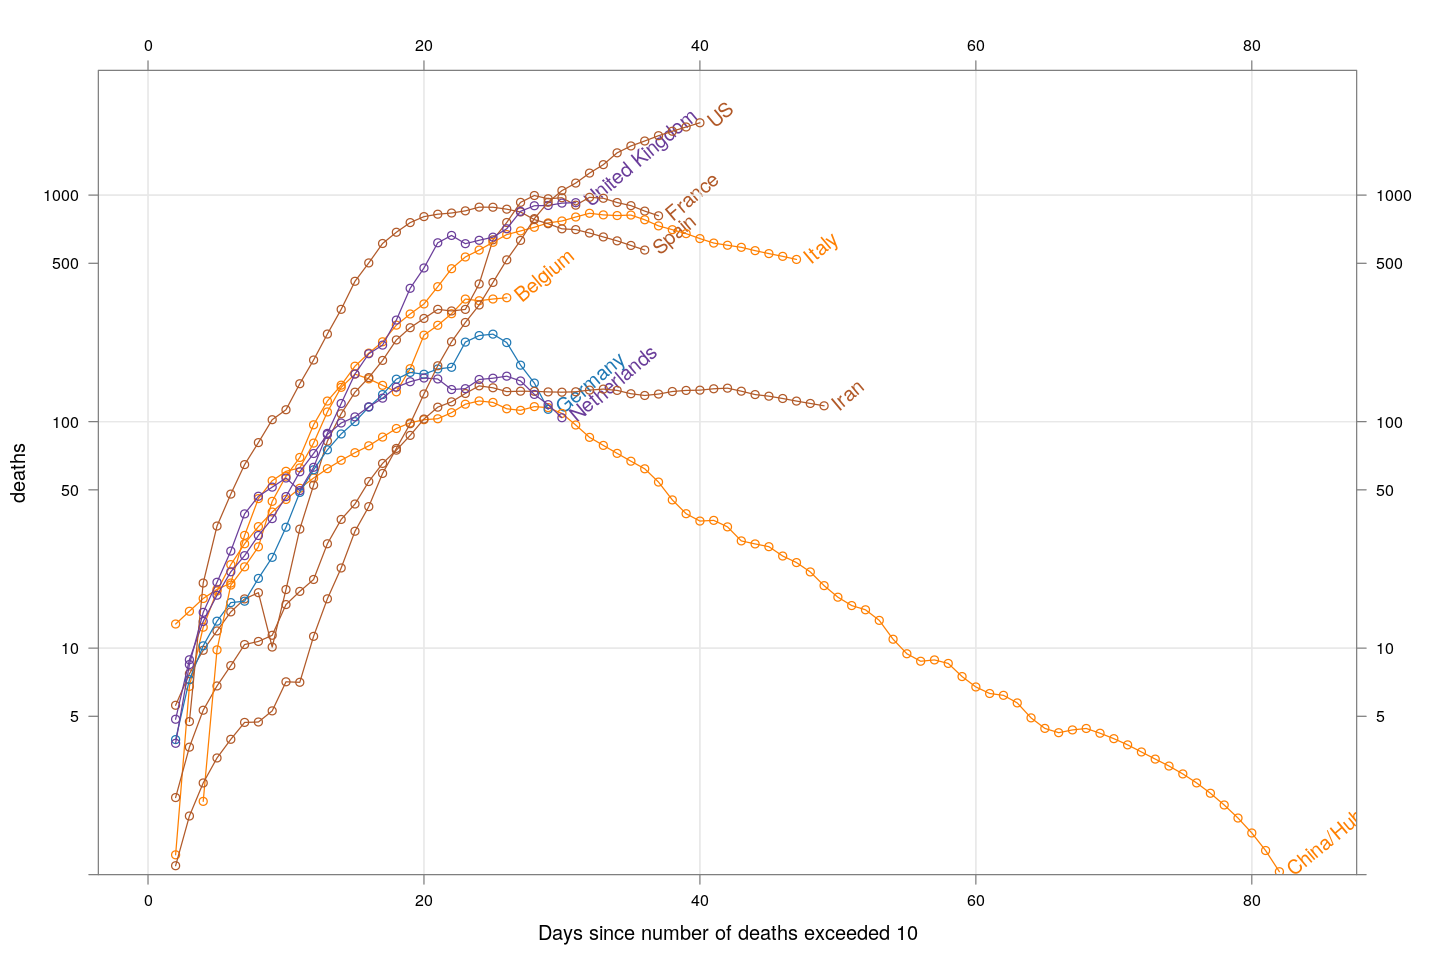 0 20 40 60 80
US
United Kingdom
France
1000 1000
Spain
Italy
500 500
Belgium
Germany
Netherlands
Iran
100 100
50 50
10 10
5 5
China/Hub
0 20 40 60 80
deaths
Days since number of deaths exceeded 10